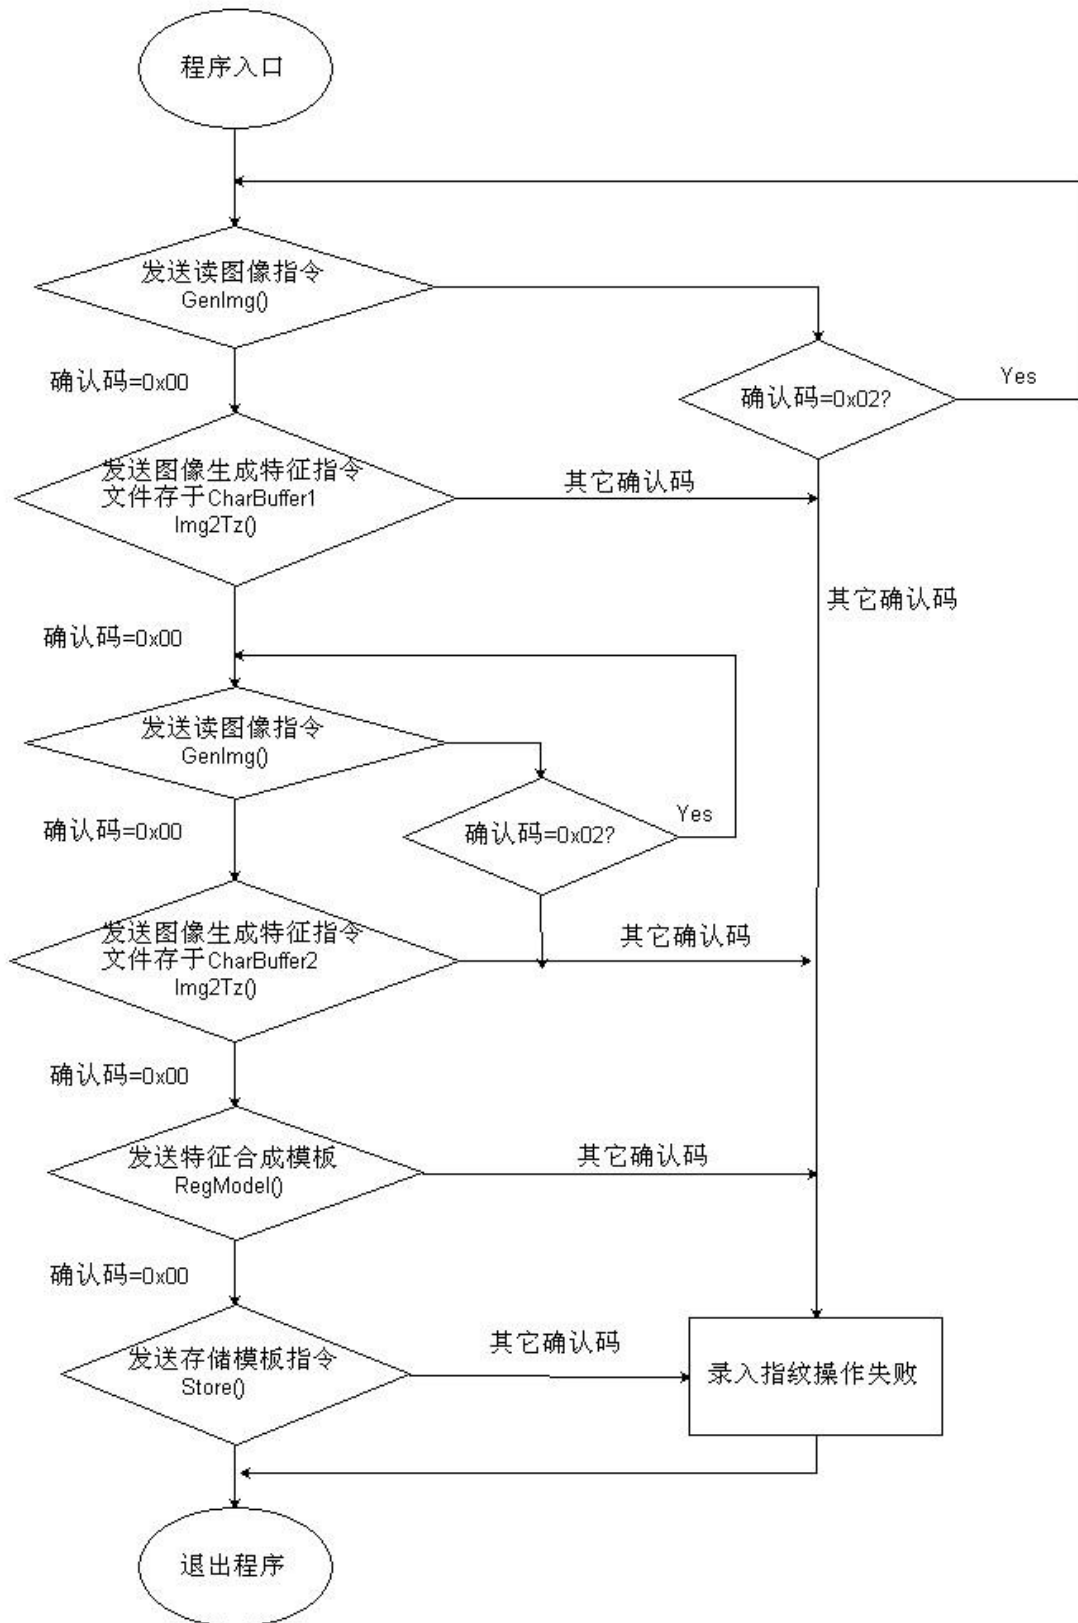 程序入口
发送读图像指令
GenImg()
确认码=0x00
确认码=0x02?
Yes
发送图像生成特征指令
文件存于CharBuffer1
Img2Tz()
其它确认码
其它确认码
确认码=0x00
发送读图像指令
GenImg()
确认码=0x00
确认码=0x02?
Yes
发送图像生成特征指令
文件存于CharBuffer2
Img2Tz()
其它确认码
确认码=0x00
发送特征合成模板
RegModel()
其它确认码
确认码=0x00
发送存储模板指令
Store()
其它确认码
录入指纹操作失败
退出程序